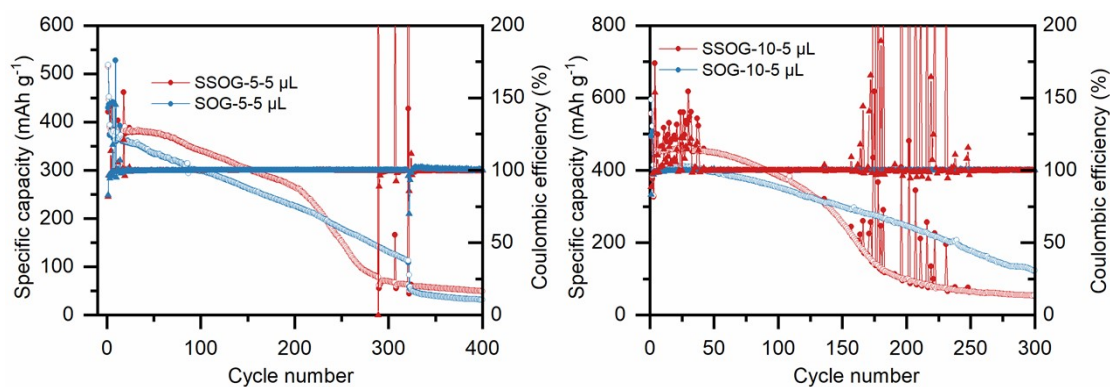 600
500
400
300
200
100
0
Specific capacity (mAh g⁻¹)
SSOG-5-5 μL
SOG-5-5 μL
200
150
100
50
0
Coulombic efficiency (%)
0 100 200 300 400
Cycle number
800
600
400
200
0
Specific capacity (mAh g⁻¹)
SSOG-10-5 μL
SOG-10-5 μL
200
150
100
50
0
Coulombic efficiency (%)
0 50 100 150 200 250 300
Cycle number